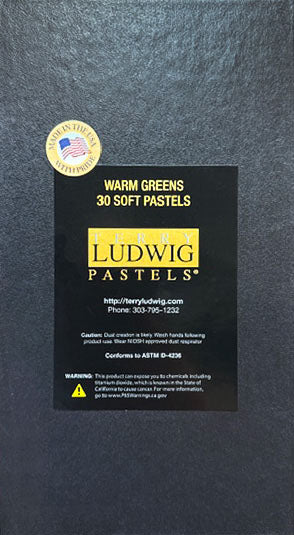 MADE IN THE USA
WITH PRIDE
WARM GREENS
30 SOFT PASTELS
TERRY
LUDWIG
PASTELS®
http://terryludwig.com
Phone: 303-795-1232
Caution: Dust creation is likely Wash hands following
product use. Wear NIOSH approved dust respirator
Conforms to ASTM D-4236
WARNING: This product can expose you to chemicals including
titanium dioxide, which is known in the State of
California to cause cancer. For more information,
go to www.P65Warnings.ca.gov